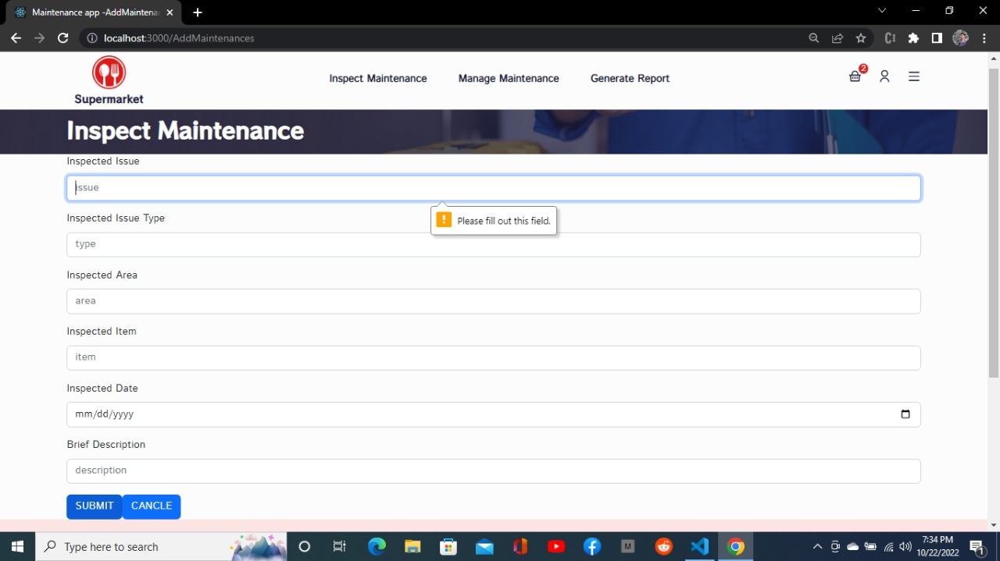 Maintenance app -AddMaintenan
localhost:3000/AddMaintenances
Supermarket
Inspect Maintenance
Manage Maintenance
Generate Report
2
Inspect Maintenance
Inspected Issue
issue
Please fill out this field.
Inspected Issue Type
type
Inspected Area
area
Inspected Item
item
Inspected Date
mm/dd/yyyy
Brief Description
description
SUBMIT
CANCLE
Type here to search
M
7:34 PM
10/22/2022
1